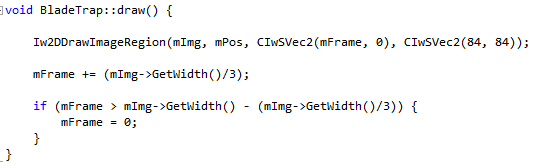 void BladeTrap::draw() {
Iw2DDrawImageRegion(mImg, mPos, CIwSVec2(mFrame, 0), CIwSVec2(84, 84));
mFrame += (mImg->GetWidth()/3);
if (mFrame > mImg->GetWidth() - (mImg->GetWidth()/3)) {
mFrame = 0;
}
}